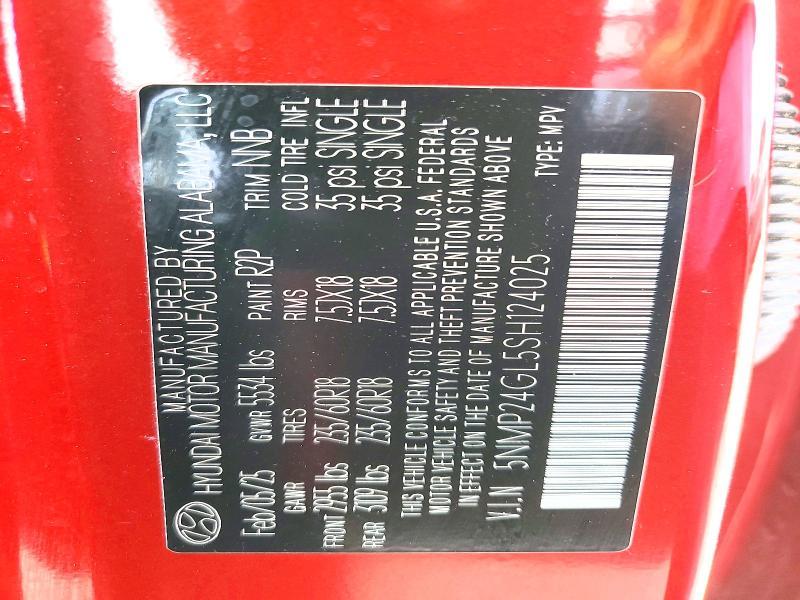 MANUFACTURED BY
HYUNDAI MOTOR MANUFACTURING ALABAMA, LLC
Feb/05/25 GVWR 5534 lbs PAINT R2P TRIM NNB
GAWR TIRES RIMS COLD TIRE INFL
FRONT 2955 lbs 235/60R18 7.5JX18 35 psi SINGLE
REAR 3109 lbs 235/60R18 7.5JX18 35 psi SINGLE
THIS VEHICLE CONFORMS TO ALL APPLICABLE U.S.A. FEDERAL
MOTOR VEHICLE SAFETY AND THEFT PREVENTION STANDARDS
IN EFFECT ON THE DATE OF MANUFACTURE SHOWN ABOVE
V.I.N 5NMP24GL5SH124025 TYPE: MPV